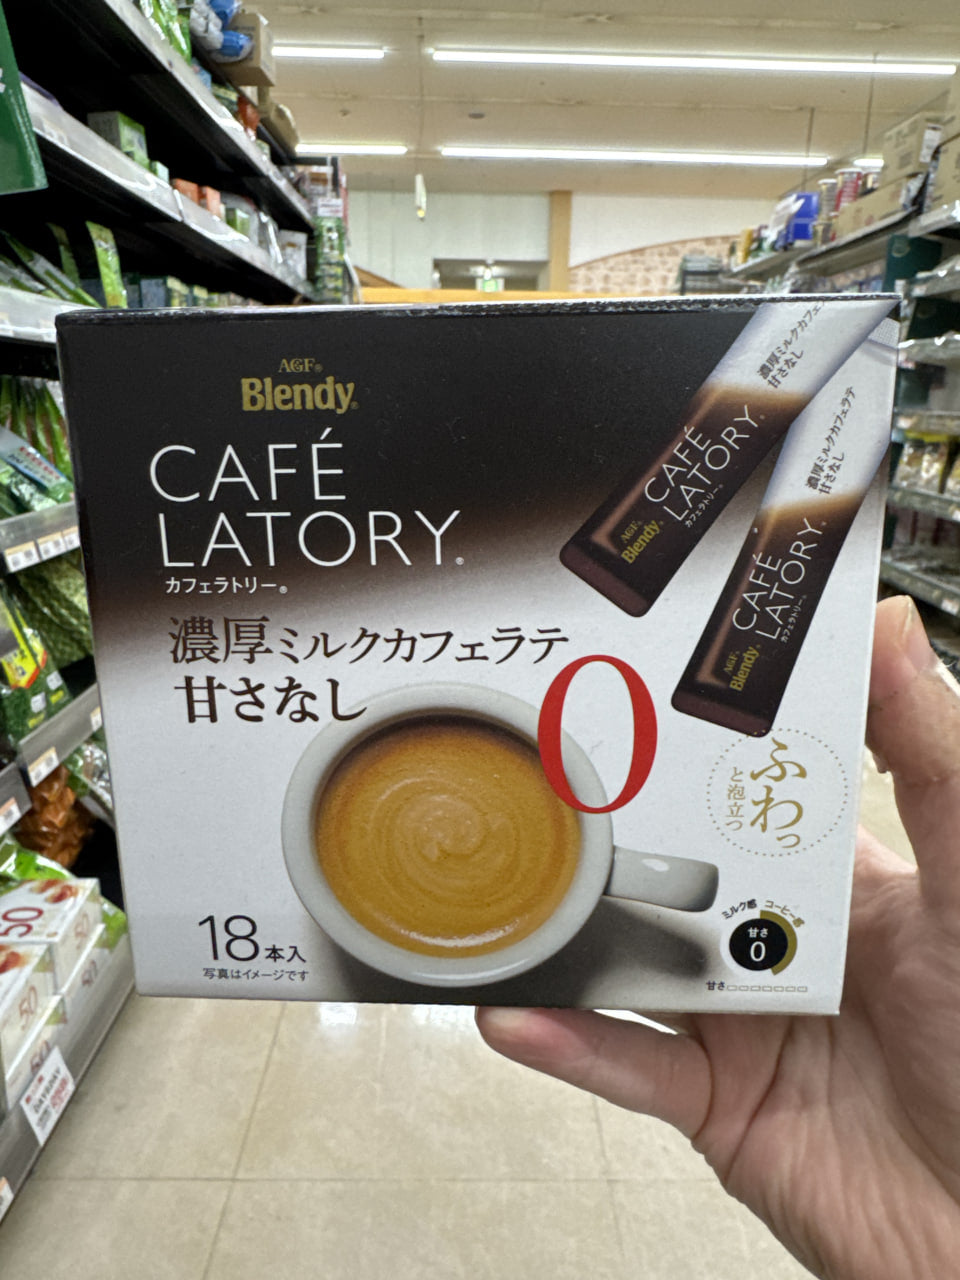 AGF®
Blendy®
CAFÉ
LATORY®
カフェラトリー®
濃厚ミルクカフェラテ
甘さなし
0
18本入
写真はイメージです
濃厚ミルクカフェ
甘さなし
CAFÉ
LATORY®
カフェラトリー®
AGF®
Blendy®
濃厚ミルクカフェラテ
甘さなし
CAFÉ
LATORY®
カフェラトリー®
AGF®
Blendy®
ふわっ
と泡立つ
ミルク感 コーヒー感
甘さ
0
甘さ
50
50